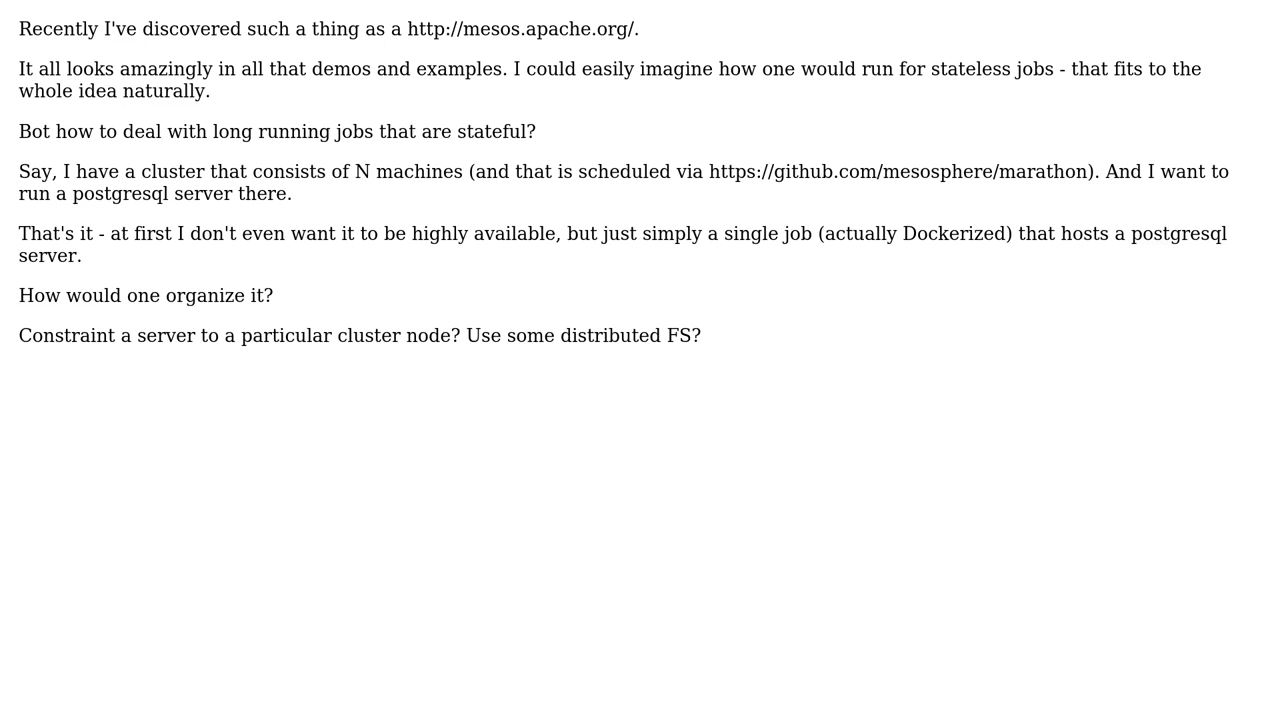 Recently I've discovered such a thing as a http://mesos.apache.org/.
It all looks amazingly in all that demos and examples. I could easily imagine how one would run for stateless jobs - that fits to the
whole idea naturally.
Bot how to deal with long running jobs that are stateful?
Say, I have a cluster that consists of N machines (and that is scheduled via https://github.com/mesosphere/marathon). And I want to
run a postgresql server there.
That's it - at first I don't even want it to be highly available, but just simply a single job (actually Dockerized) that hosts a postgresql
server.
How would one organize it?
Constraint a server to a particular cluster node? Use some distributed FS?